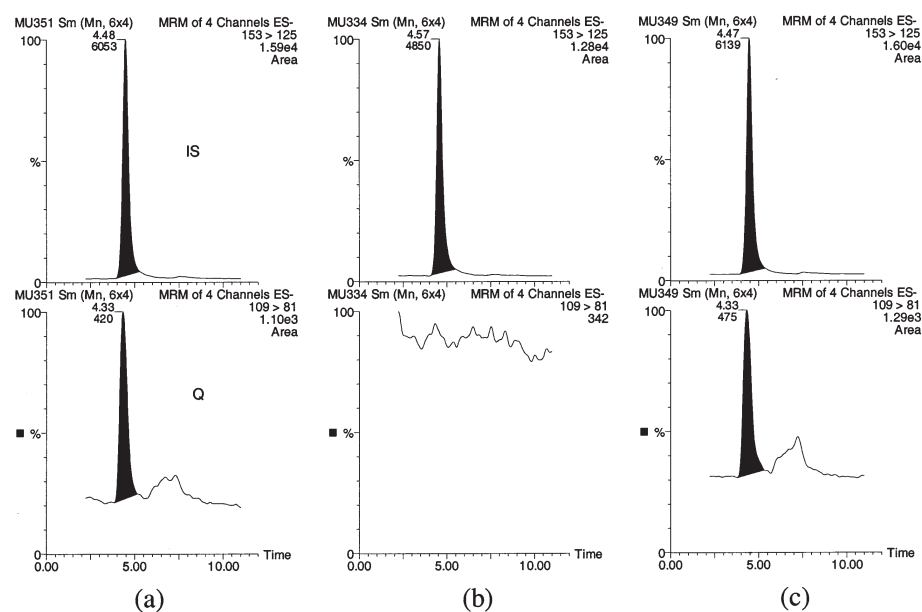 MU351 Sm (Mn, 6x4) MRM of 4 Channels ES-
4.48 153 > 125
6053 1.59e4
Area
100
%
IS
0
MU351 Sm (Mn, 6x4) MRM of 4 Channels ES-
4.33 109 > 81
420 1.10e3
Area
100
%
Q
0
0.00 5.00 10.00 Time
(a)
MU334 Sm (Mn, 6x4) MRM of 4 Channels ES-
4.57 153 > 125
4850 1.28e4
Area
100
%
0
MU334 Sm (Mn, 6x4) MRM of 4 Channels ES-
109 > 81
342
100
%
0
0.00 5.00 10.00 Time
(b)
MU349 Sm (Mn, 6x4) MRM of 4 Channels ES-
4.47 153 > 125
6139 1.60e4
Area
100
%
0
MU349 Sm (Mn, 6x4) MRM of 4 Channels ES-
4.33 109 > 81
475 1.29e3
Area
100
%
0
0.00 5.00 10.00 Time
(c)